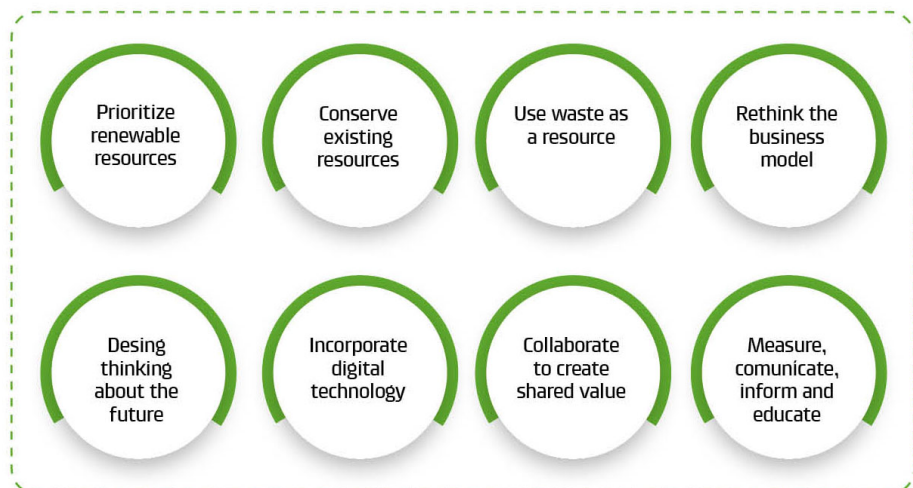 Prioritize
renewable
resources
Conserve
existing
resources
Use waste as
a resource
Rethink the
business
model
Desing
thinking
about the
future
Incorporate
digital
technology
Collaborate
to create
shared value
Measure,
comunicate,
inform and
educate